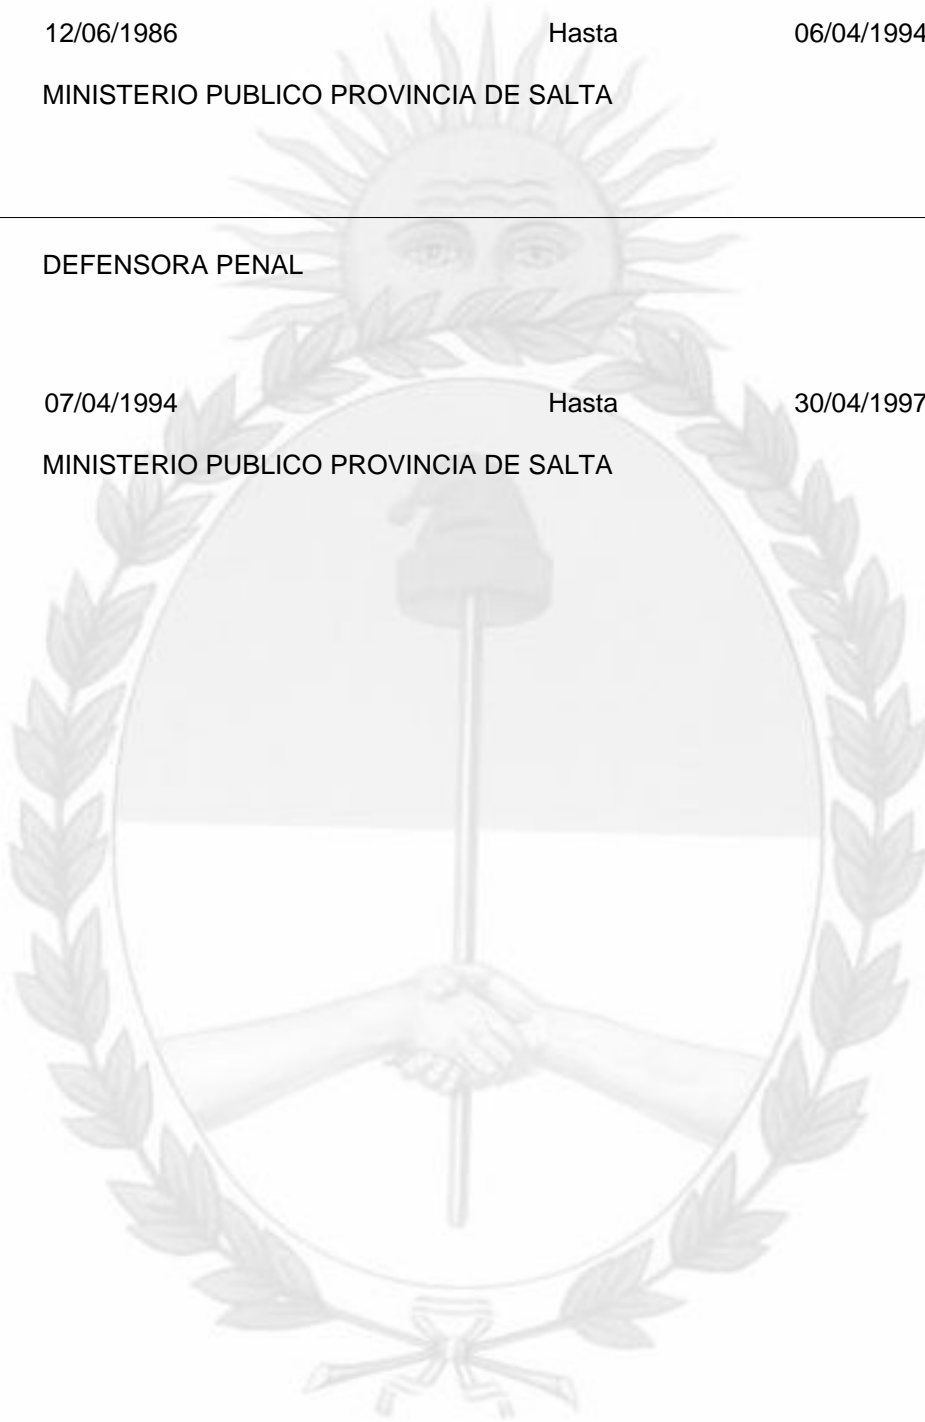 12/06/1986 Hasta 06/04/1994
MINISTERIO PUBLICO PROVINCIA DE SALTA
DEFENSORA PENAL
07/04/1994 Hasta 30/04/1997
MINISTERIO PUBLICO PROVINCIA DE SALTA